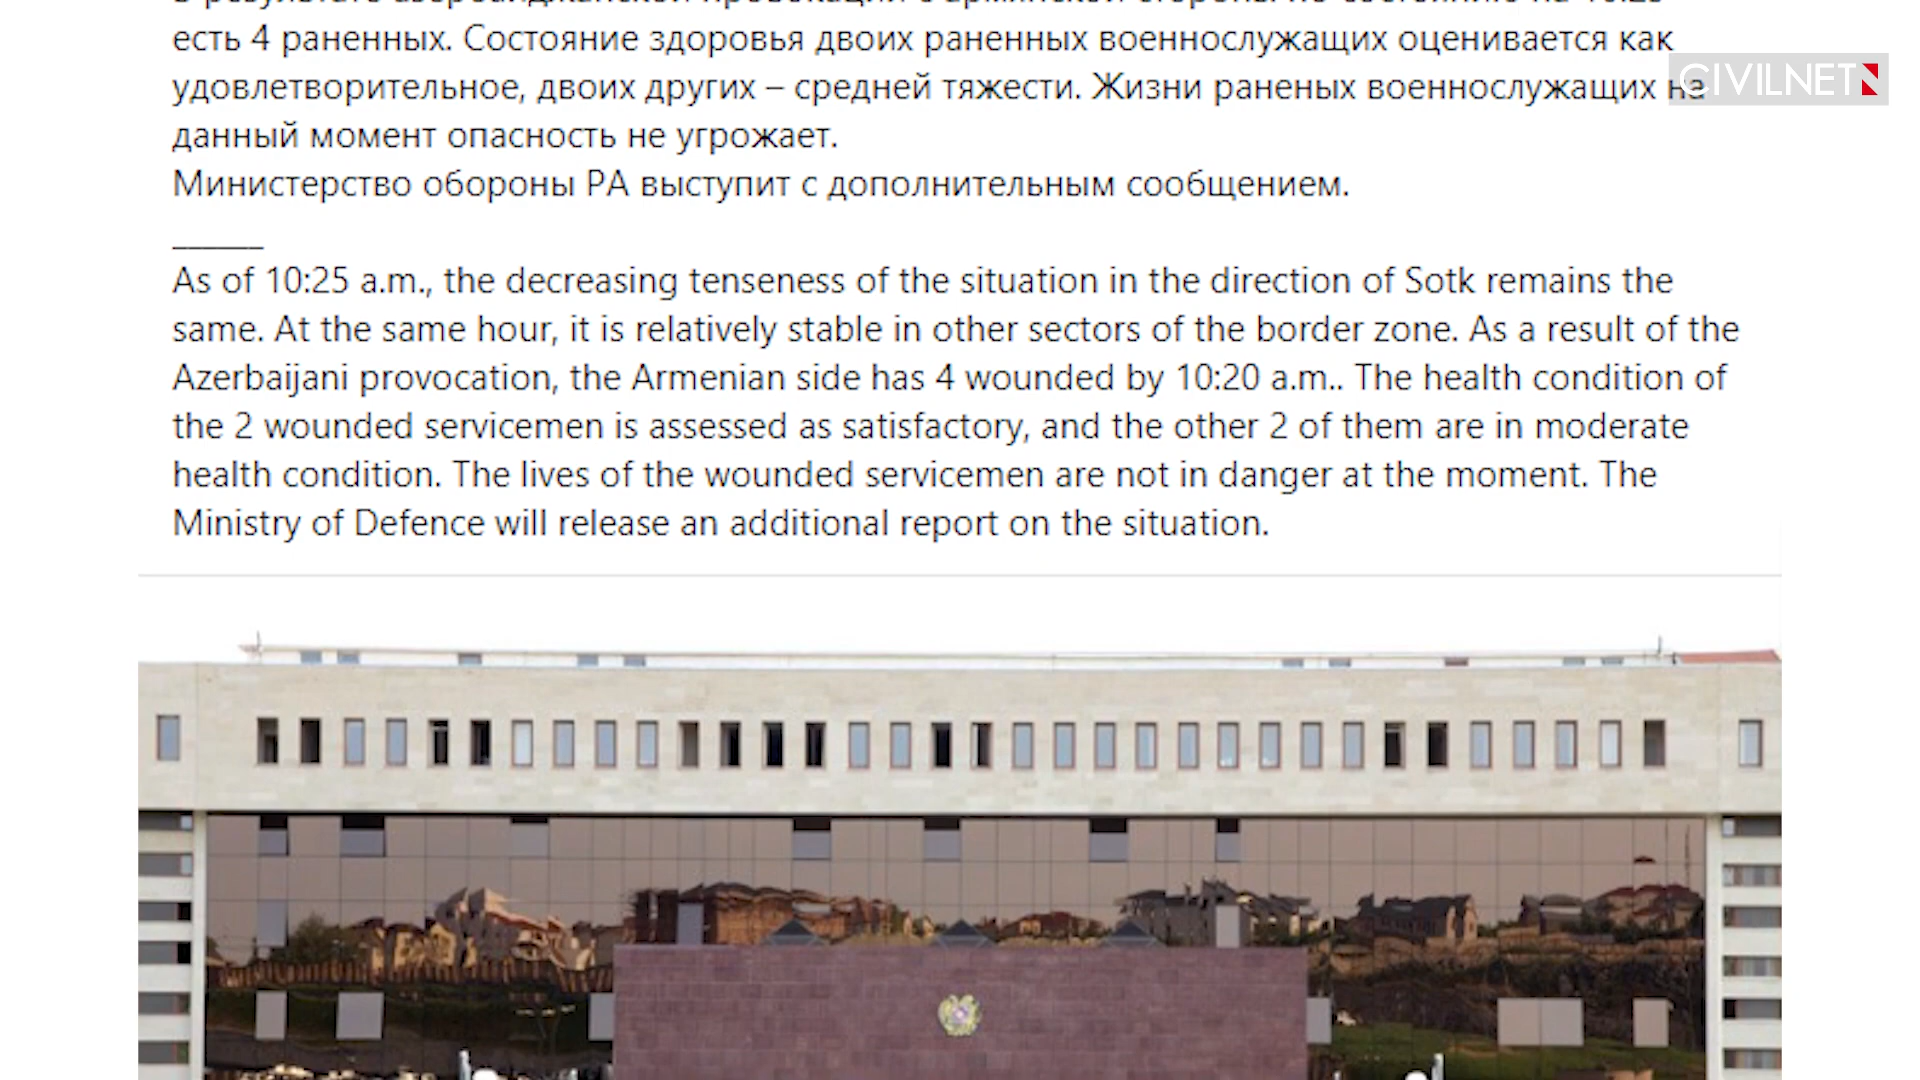 есть 4 раненных. Состояние здоровья двоих раненных военнослужащих оценивается как
CIVILNET
удовлетворительное, двоих других – средней тяжести. Жизни раненых военнослужащих на
данный момент опасность не угрожает.
Министерство обороны РА выступит с дополнительным сообщением.
______
As of 10:25 a.m., the decreasing tenseness of the situation in the direction of Sotk remains the
same. At the same hour, it is relatively stable in other sectors of the border zone. As a result of the
Azerbaijani provocation, the Armenian side has 4 wounded by 10:20 a.m.. The health condition of
the 2 wounded servicemen is assessed as satisfactory, and the other 2 of them are in moderate
health condition. The lives of the wounded servicemen are not in danger at the moment. The
Ministry of Defence will release an additional report on the situation.